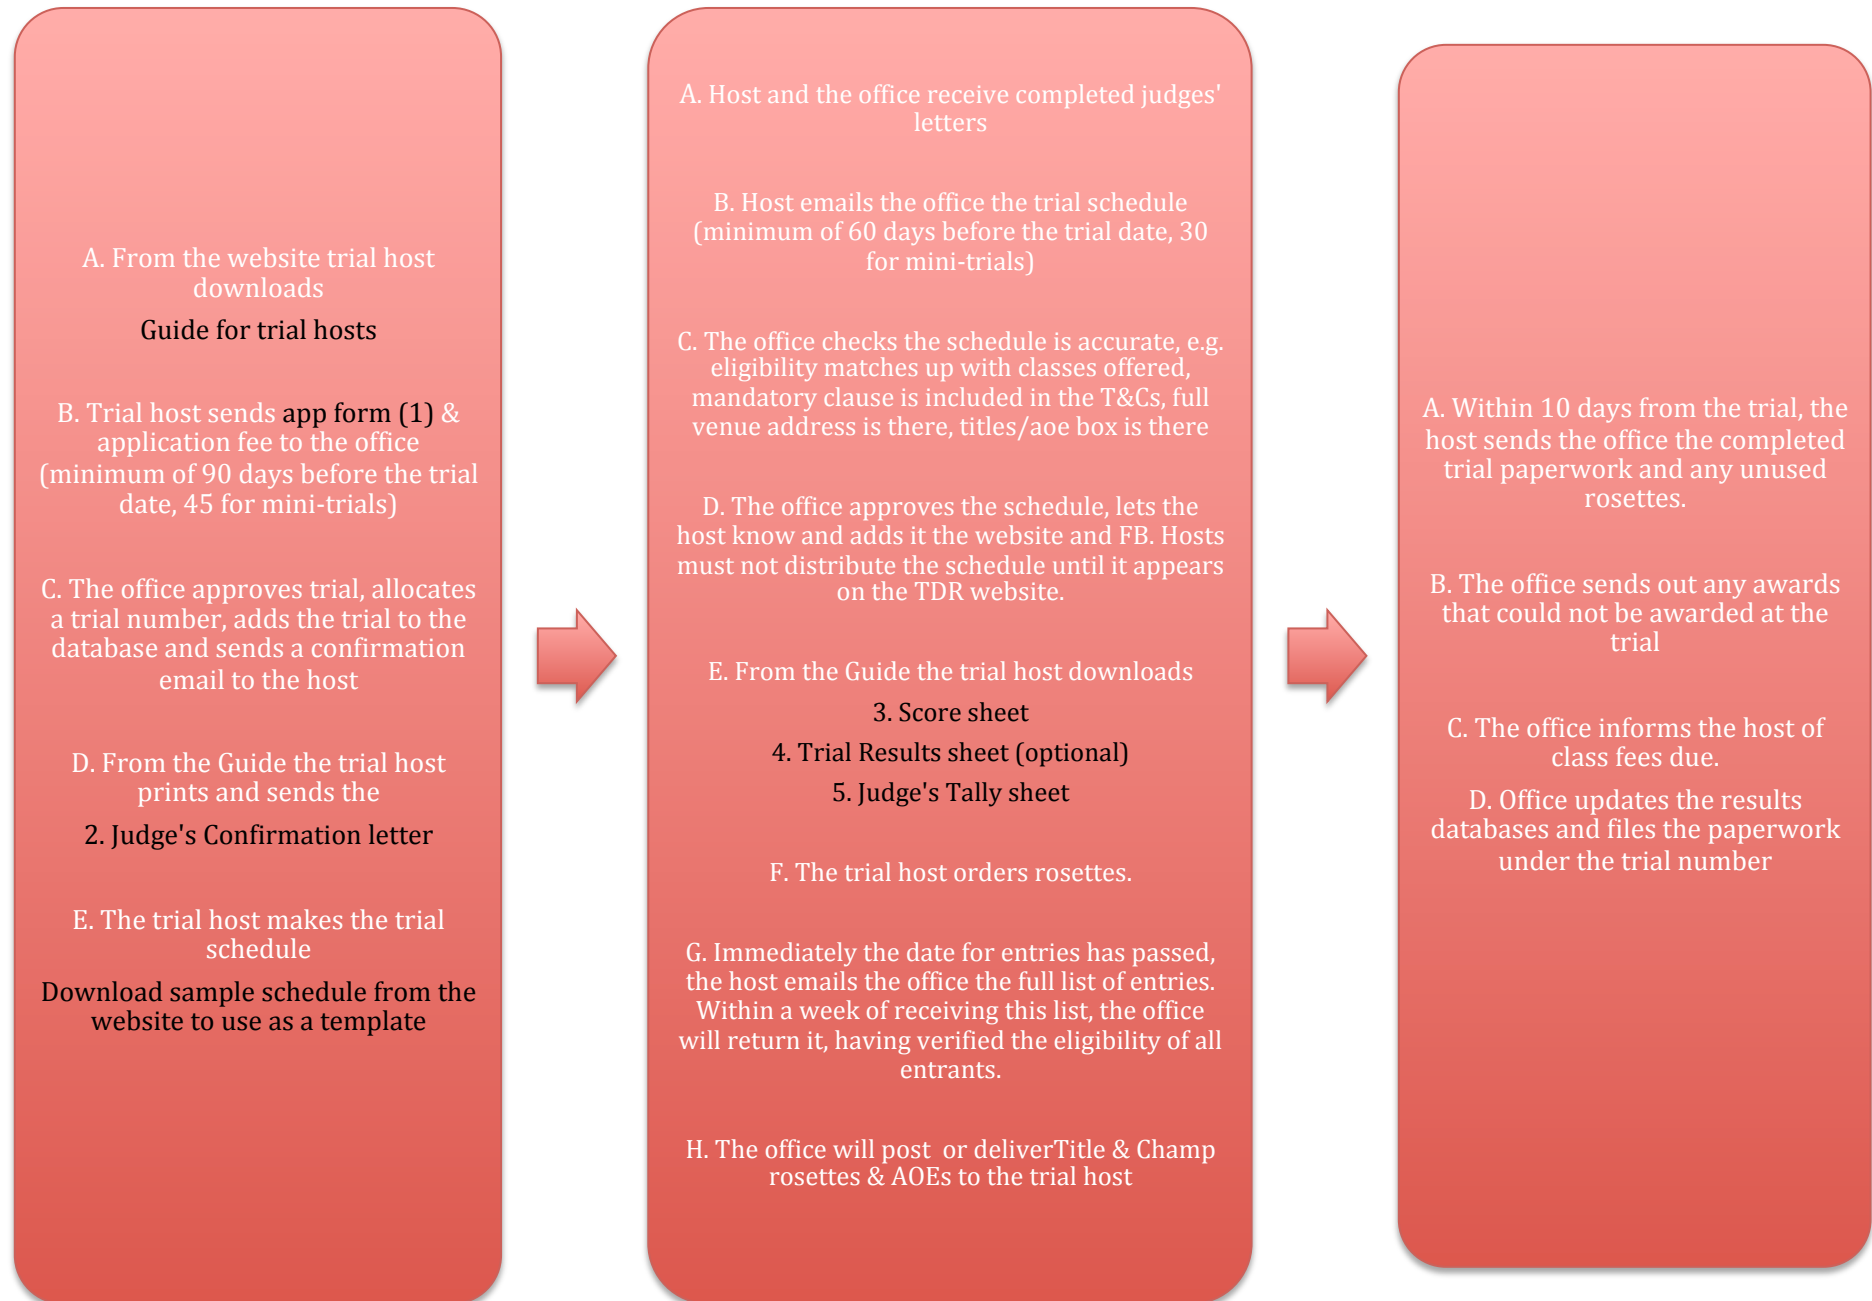 A. From the website trial host
downloads
Guide for trial hosts
B. Trial host sends app form (1) &
application fee to the office
(minimum of 90 days before the trial
date, 45 for mini-trials)
C. The office approves trial, allocates
a trial number, adds the trial to the
database and sends a confirmation
email to the host
D. From the Guide the trial host
prints and sends the
2. Judge's Confirmation letter
E. The trial host makes the trial
schedule
Download sample schedule from the
website to use as a template
A. Host and the office receive completed judges'
letters
B. Host emails the office the trial schedule
(minimum of 60 days before the trial date, 30
for mini-trials)
C. The office checks the schedule is accurate, e.g.
eligibility matches up with classes offered,
mandatory clause is included in the T&Cs, full
venue address is there, titles/aoe box is there
D. The office approves the schedule, lets the
host know and adds it the website and FB. Hosts
must not distribute the schedule until it appears
on the TDR website.
E. From the Guide the trial host downloads
3. Score sheet
4. Trial Results sheet (optional)
5. Judge's Tally sheet
F. The trial host orders rosettes.
G. Immediately the date for entries has passed,
the host emails the office the full list of entries.
Within a week of receiving this list, the office
will return it, having verified the eligibility of all
entrants.
H. The office will post  or deliverTitle & Champ
rosettes & AOEs to the trial host
A. Within 10 days from the trial, the
host sends the office the completed
trial paperwork and any unused
rosettes.
B. The office sends out any awards
that could not be awarded at the
trial
C. The office informs the host of
class fees due.
D. Office updates the results
databases and files the paperwork
under the trial number